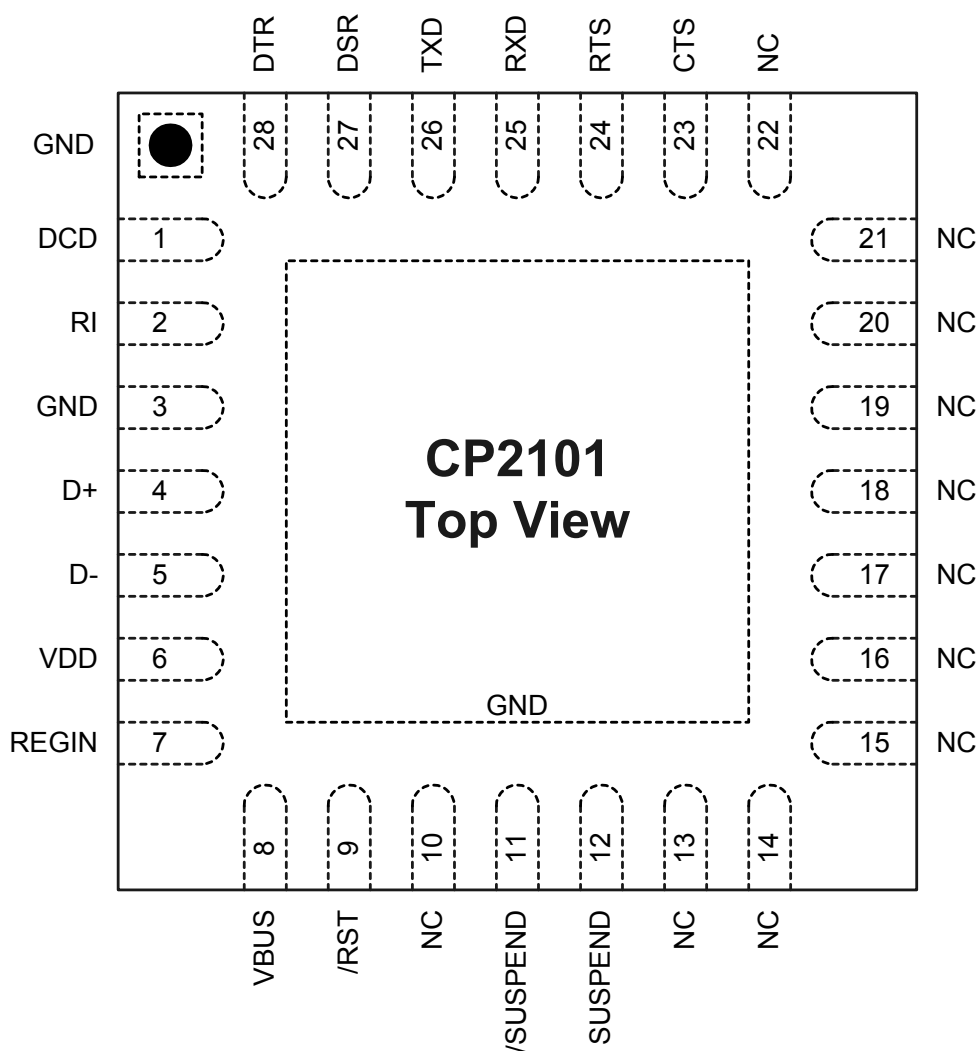 DTR
DSR
TXD
RXD
RTS
CTS
NC
28
27
26
25
24
23
22
GND
DCD
1
21
NC
RI
2
20
NC
GND
3
19
NC
D+
4
18
NC
D-
5
17
NC
VDD
6
16
NC
REGIN
7
15
NC
CP2101
Top View
GND
8
9
10
11
12
13
14
VBUS
/RST
NC
/SUSPEND
SUSPEND
NC
NC